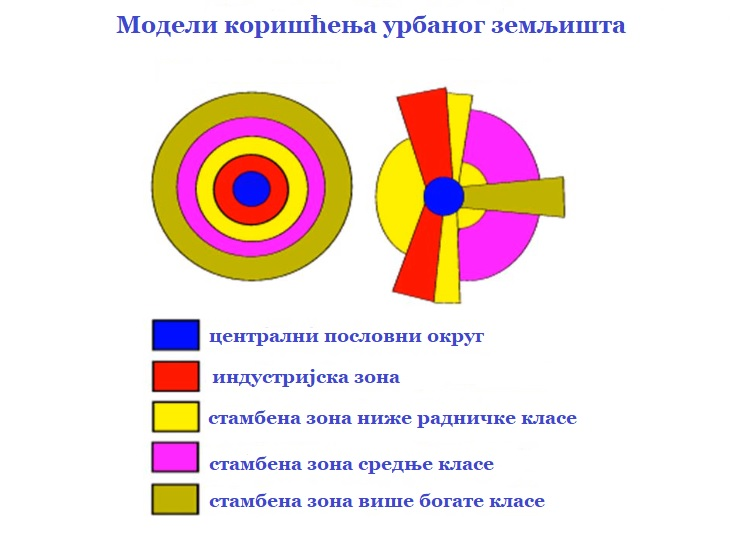 Модели коришћења урбаног земљишта
централни пословни округ
индустријска зона
стамбена зона ниже радничке класе
стамбена зона средње класе
стамбена зона више богате класе